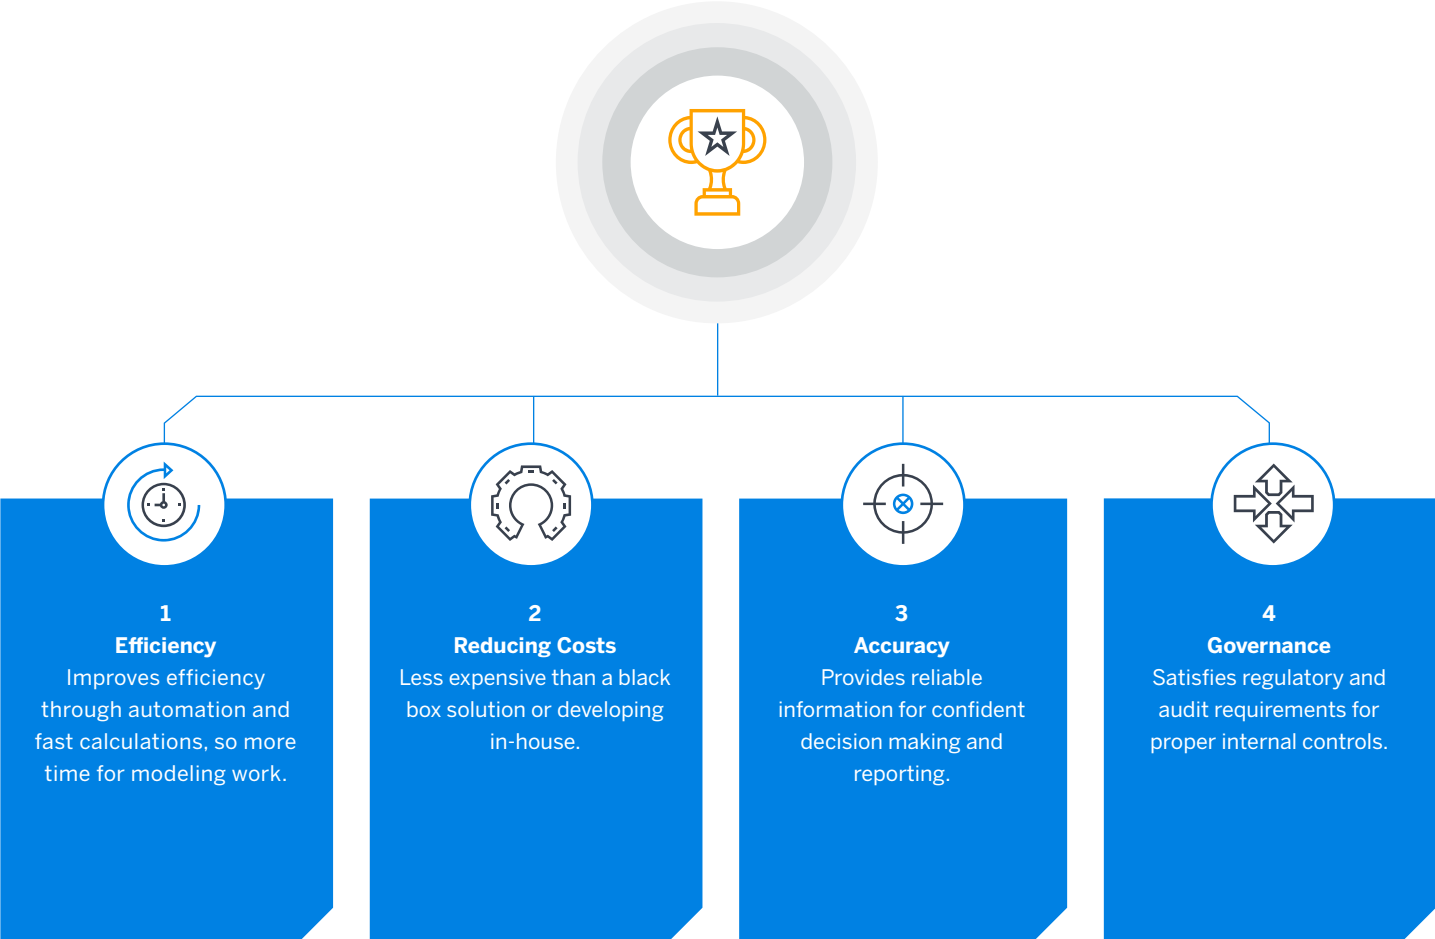 1
Efficiency
Improves efficiency
through automation and
fast calculations, so more
time for modeling work.
2
Reducing Costs
Less expensive than a black
box solution or developing
in-house.
3
Accuracy
Provides reliable
information for confident
decision making and
reporting.
4
Governance
Satisfies regulatory and
audit requirements for
proper internal controls.